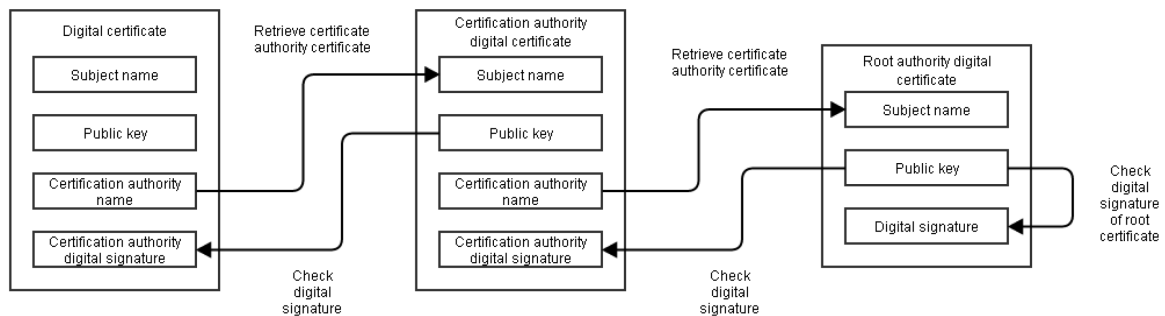 Digital certificate
Subject name
Public key
Certification authority
name
Certification authority
digital signature
Retrieve certificate
authority certificate
Check
digital
signature
Certification authority
digital certificate
Subject name
Public key
Certification authority
name
Certification authority
digital signature
Retrieve certificate
authority certificate
Check
digital
signature
Root authority digital
certificate
Subject name
Public key
Digital signature
Check
digital
signature
of root
certificate